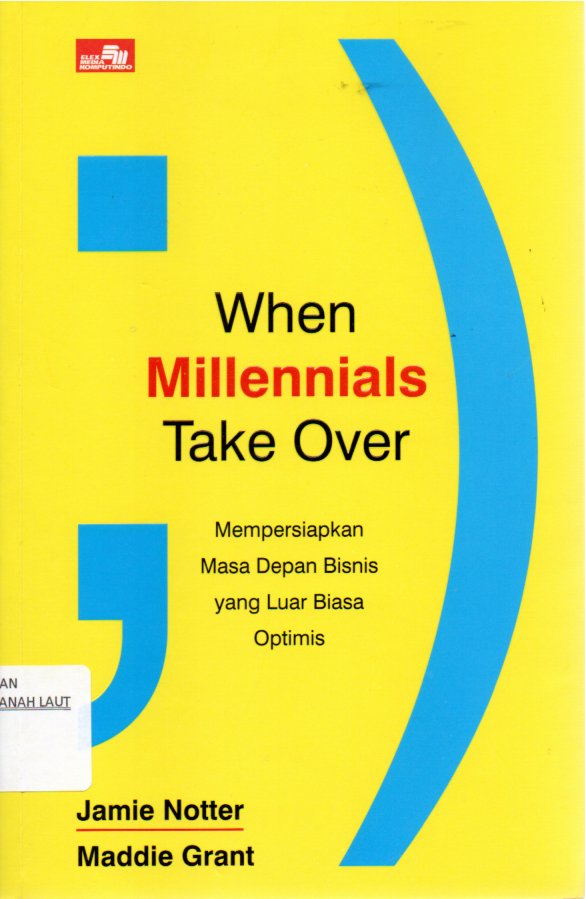 ELEX
MEDIA
KOMPUTINDO
When
Millennials
Take Over
Mempersiapkan
Masa Depan Bisnis
yang Luar Biasa
Optimis
AN
ANAH LAUT
Jamie Notter
Maddie Grant